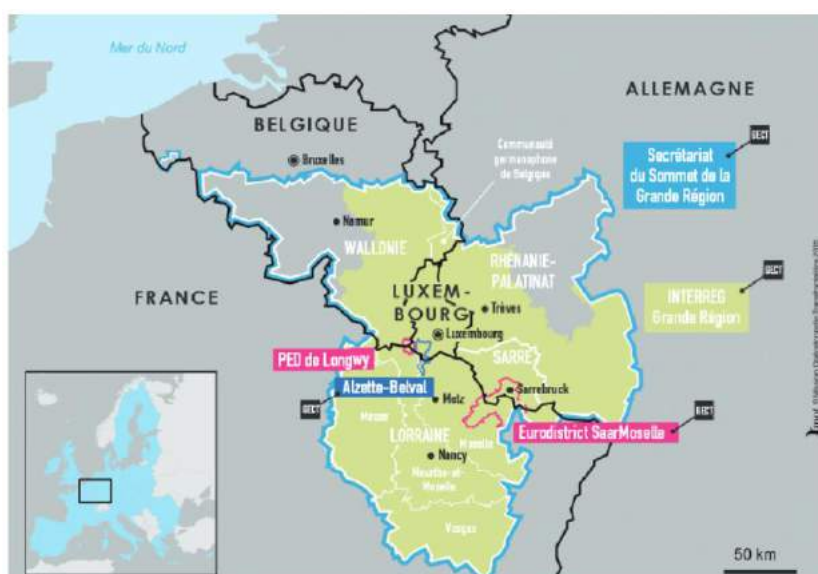 Mer du Nord
ALLEMAGNE
BELGIQUE
Bruxelles
Communauté
germanophone
de Belgique
GECT
Secrétariat
du Sommet de la
Grande Région
Namur
WALLONIE
RHÉNANIE-
PALATINAT
FRANCE
LUXEM-
BOURG
Trèves
Luxembourg
GECT
INTERREG
Grande Région
PED de Longwy
SARRE
Alzette-Belval
Sarrebruck
GECT
Metz
Meuse
LORRAINE
Moselle
Eurodistrict SaarMoselle
GECT
Nancy
Meurthe-et-
Moselle
Vosges
50 km